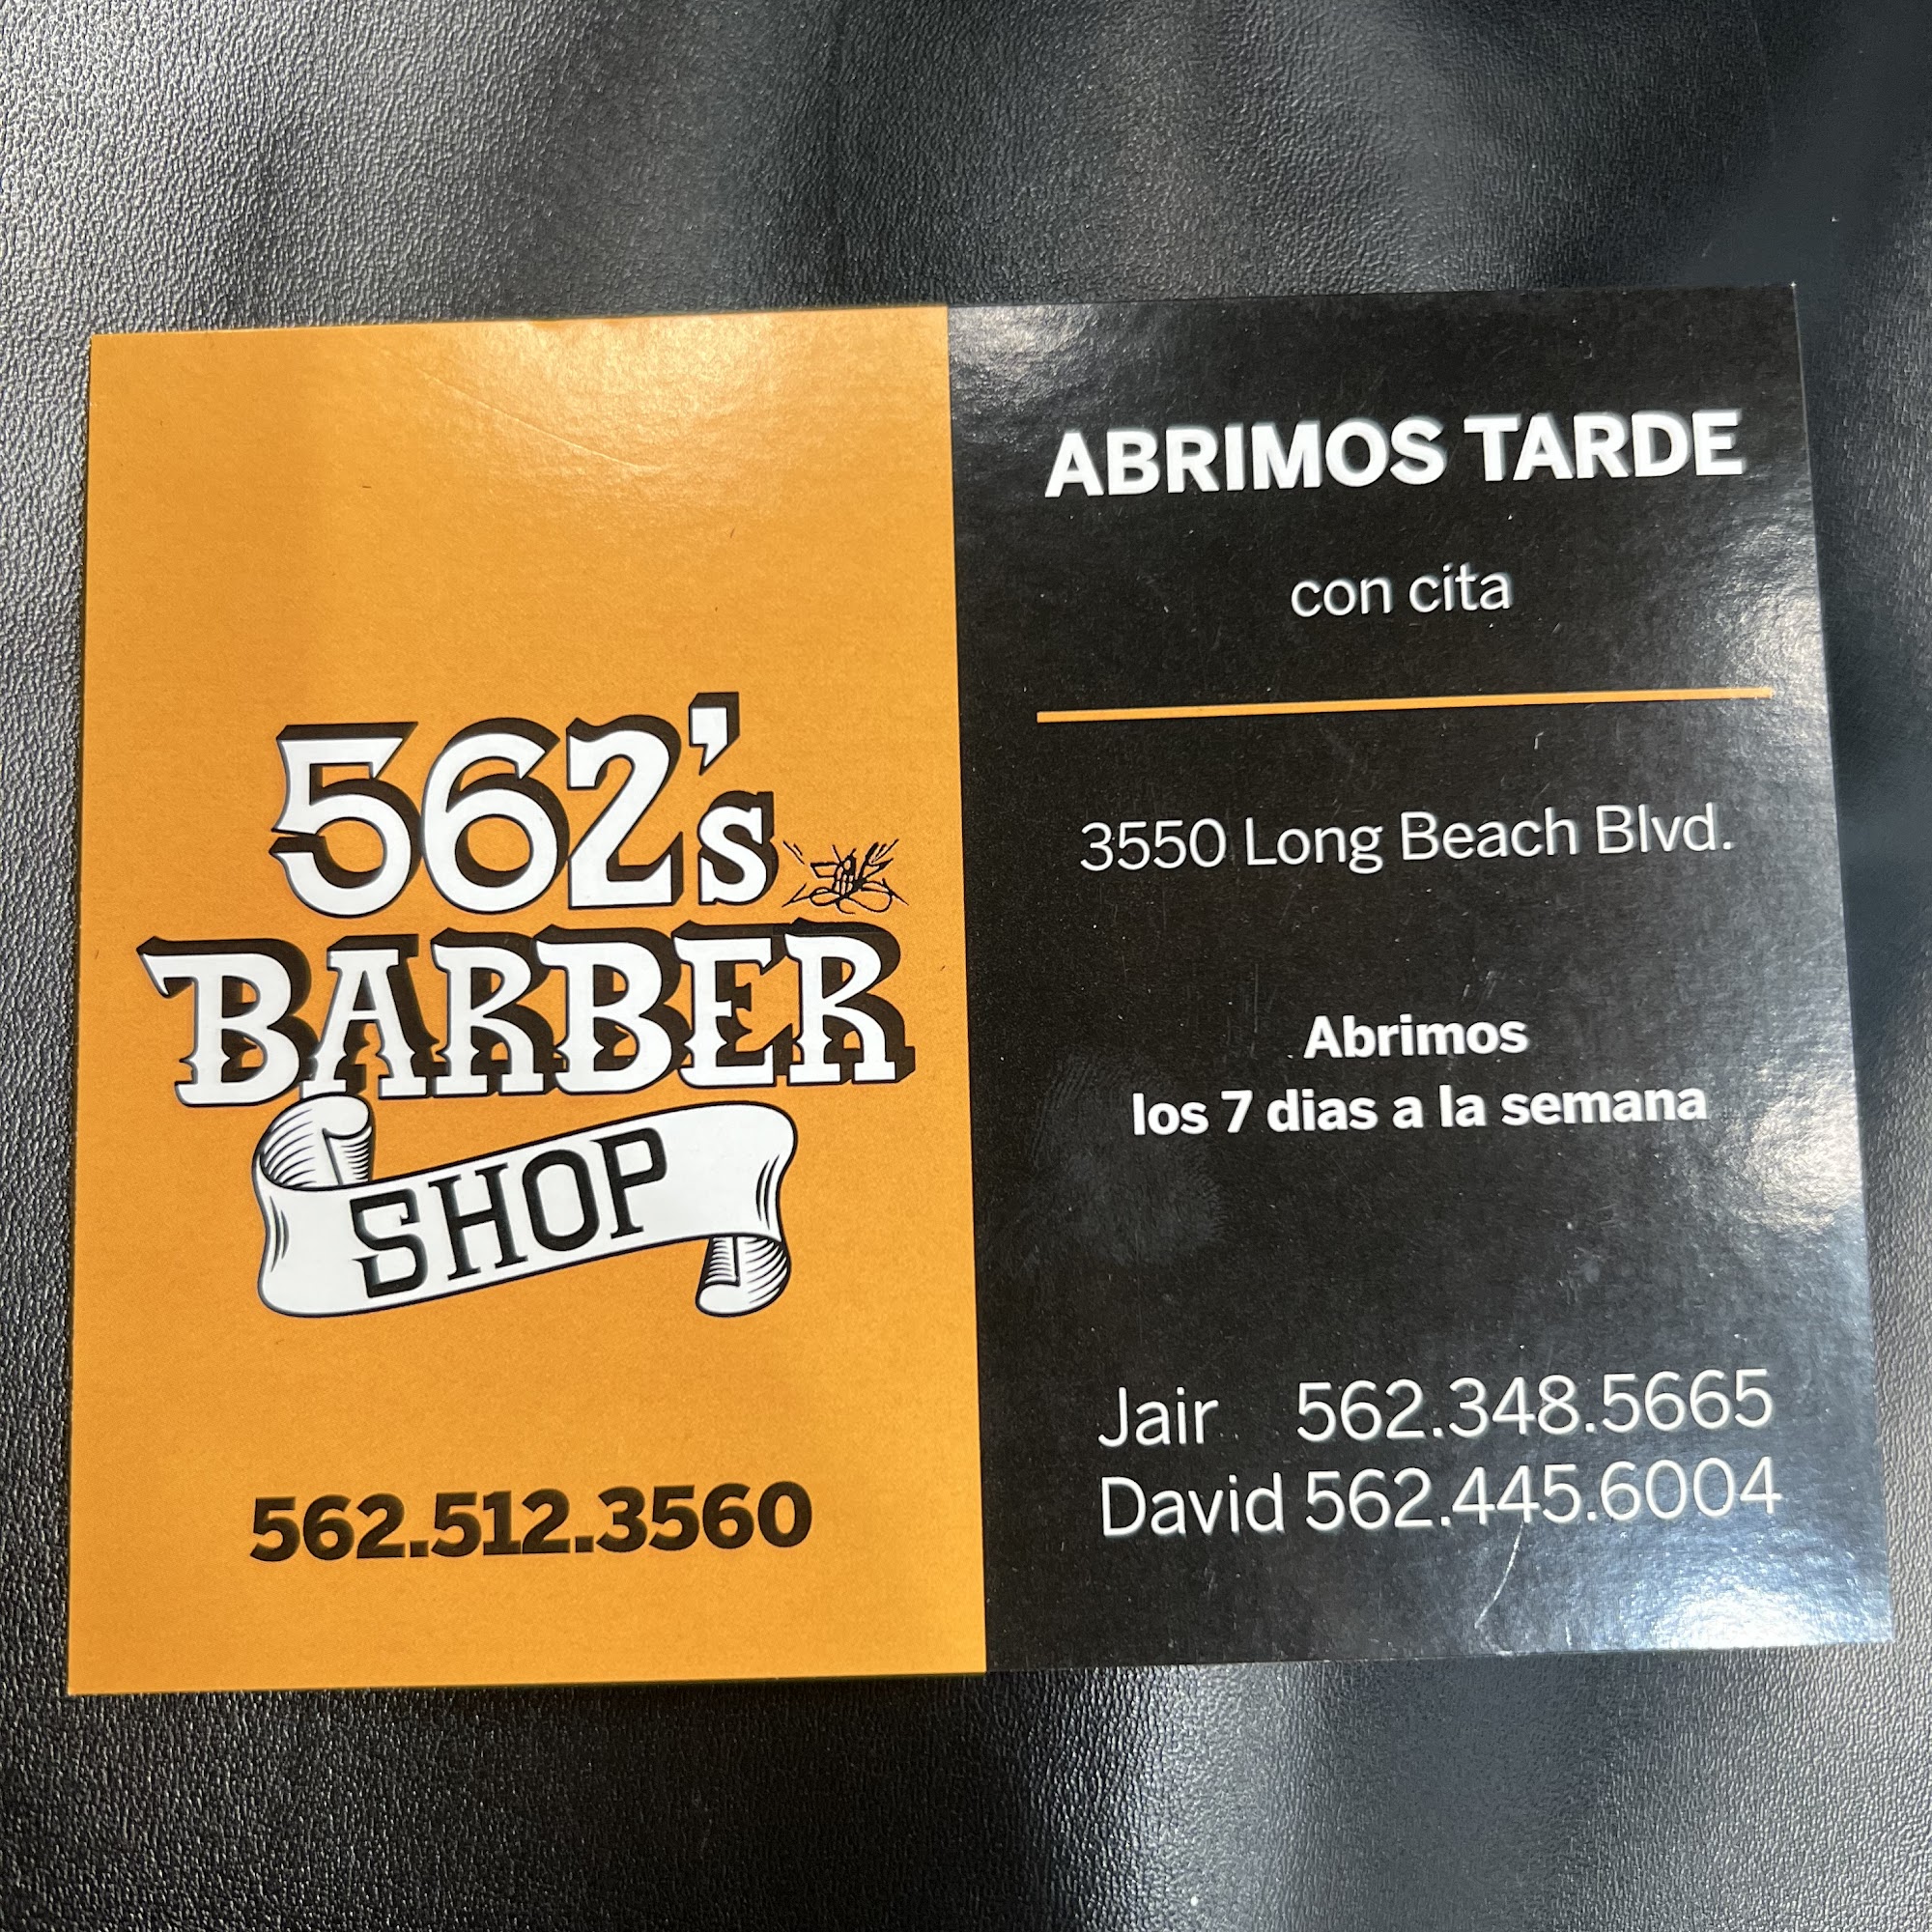 562's
BARBER
SHOP
562.512.3560
ABRIMOS TARDE
con cita
3550 Long Beach Blvd.
Abrimos
los 7 dias a la semana
Jair 562.348.5665
David 562.445.6004